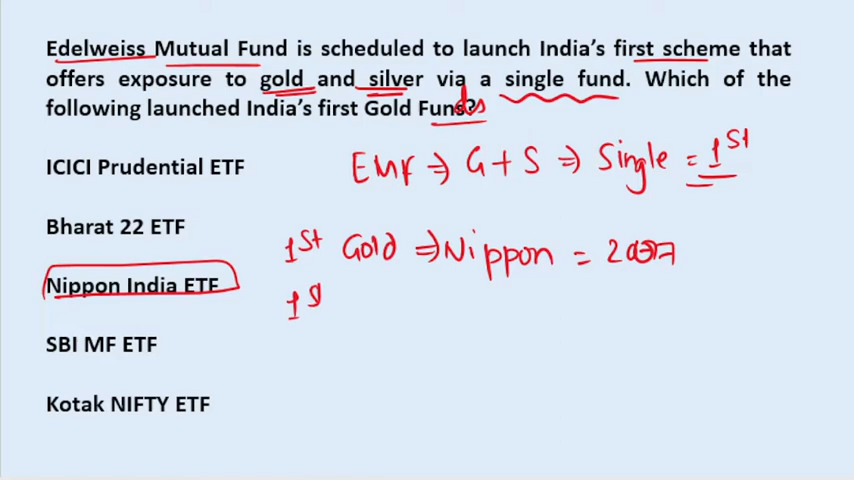 Edelweiss Mutual Fund is scheduled to launch India's first scheme that
offers exposure to gold and silver via a single fund. Which of the
following launched India's first Gold Funds?
ICICI Prudential ETF
EMF ⇒ G + S ⇒ Single = 1st
Bharat 22 ETF
1st Gold ⇒ Nippon = 2007
Nippon India ETF
1s
SBI MF ETF
Kotak NIFTY ETF